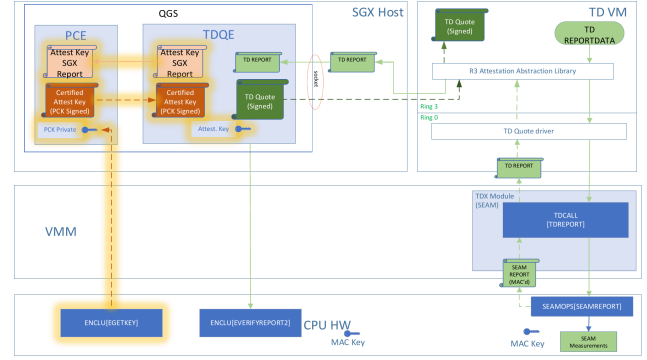 QGS
SGX Host
TD VM
PCE
TDQE
Attest Key
SGX
Report
Attest Key
SGX
Report
Certified
Attest Key
(PCK Signed)
Certified
Attest Key
(PCK Signed)
PCK Private
Attest. Key
TD REPORT
TD Quote
(Signed)
socket
TD REPORT
TD Quote
(Signed)
TD
REPORTDATA
R3 Attestation Abstraction Library
Ring 3
Ring 0
TD Quote driver
TD REPORT
VMM
TDX Module
(SEAM)
TDCALL
[TDREPORT]
SEAM
REPORT
(MAC'd)
ENCLU[EGETKEY]
ENCLU[EVERIFYREPORT2]
CPU HW
MAC Key
MAC Key
SEAMOPS[SEAMREPORT]
SEAM
Measurements